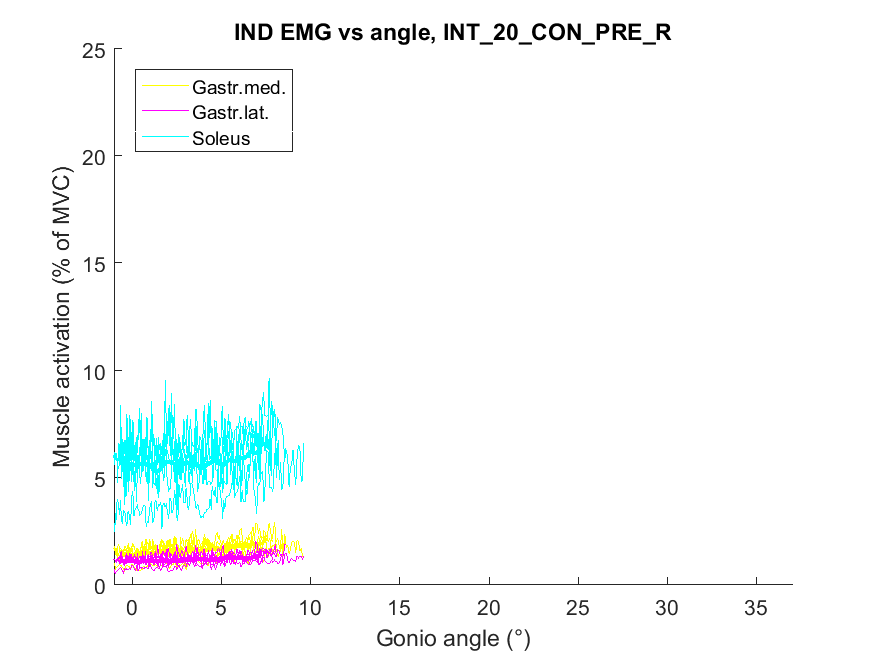 IND EMG vs angle, INT_20_CON_PRE_R
25
20
15
10
5
0
Muscle activation (% of MVC)
Gastr.med.
Gastr.lat.
Soleus
0 5 10 15 20 25 30 35
Gonio angle (°)